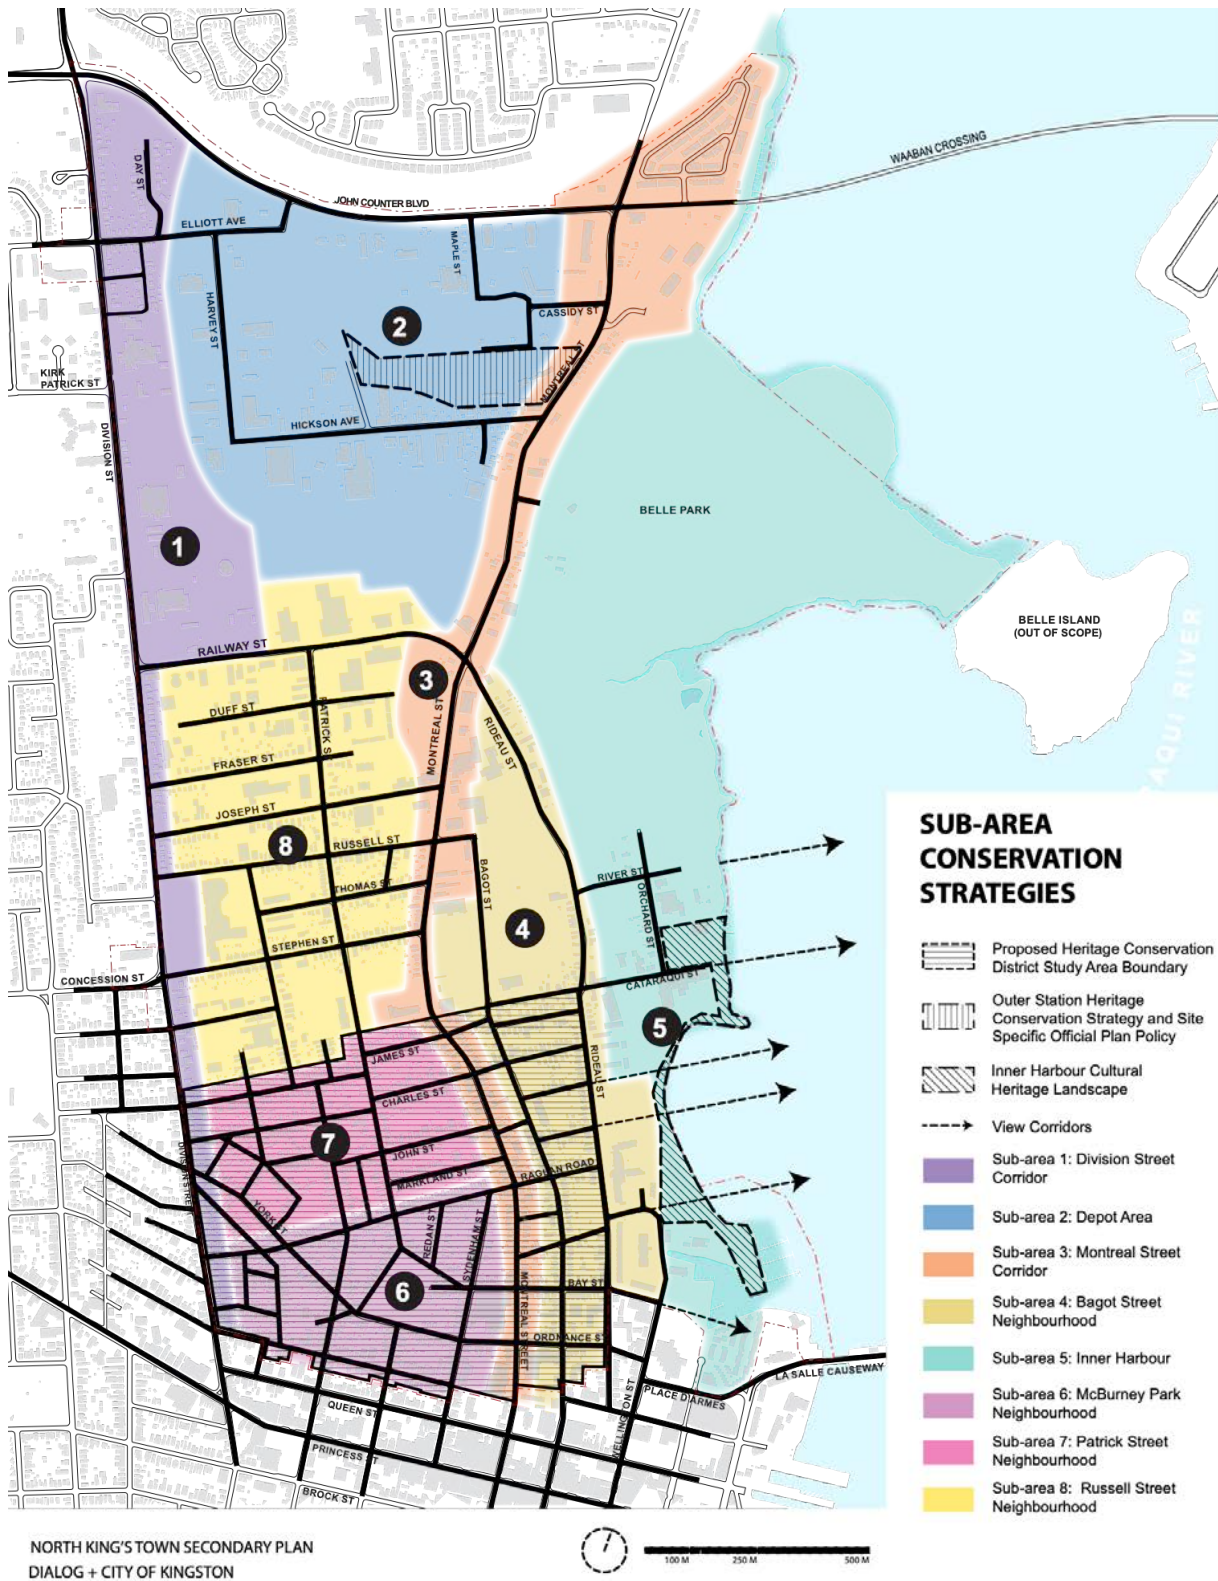 WAABAN CROSSING
DAY ST
JOHN COUNTER BLVD
ELLIOTT AVE
MAPLE ST
HARVEY ST
CASSIDY ST
2
MONTREAL ST
KIRK
PATRICK ST
HICKSON AVE
DIVISION ST
BELLE PARK
1
BELLE ISLAND
(OUT OF SCOPE)
AQUI RIVER
RAILWAY ST
3
DUFF ST
PATRICK ST
MONTREAL ST
RIDEAU ST
FRASER ST
JOSEPH ST
8
RUSSELL ST
THOMAS ST
BAGOT ST
RIVER ST
ORCHARD ST
4
STEPHEN ST
CONCESSION ST
CATARAQUI ST
5
JAMES ST
RIDEAU ST
CHARLES ST
7
JOHN ST
MARKLAND ST
RAGLAN ROAD
DIVISION STREET
YORK ST
REDAN ST
SYDENHAM ST
6
BAY ST
MONTREAL STREET
ORDNANCE ST
LA SALLE CAUSEWAY
PLACE D'ARMES
WELLINGTON ST
QUEEN ST
PRINCESS ST
BROCK ST
SUB-AREA
CONSERVATION
STRATEGIES
Proposed Heritage Conservation
District Study Area Boundary
Outer Station Heritage
Conservation Strategy and Site
Specific Official Plan Policy
Inner Harbour Cultural
Heritage Landscape
View Corridors
Sub-area 1: Division Street
Corridor
Sub-area 2: Depot Area
Sub-area 3: Montreal Street
Corridor
Sub-area 4: Bagot Street
Neighbourhood
Sub-area 5: Inner Harbour
Sub-area 6: McBurney Park
Neighbourhood
Sub-area 7: Patrick Street
Neighbourhood
Sub-area 8: Russell Street
Neighbourhood
NORTH KING'S TOWN SECONDARY PLAN
DIALOG + CITY OF KINGSTON
100 M
250 M
500 M